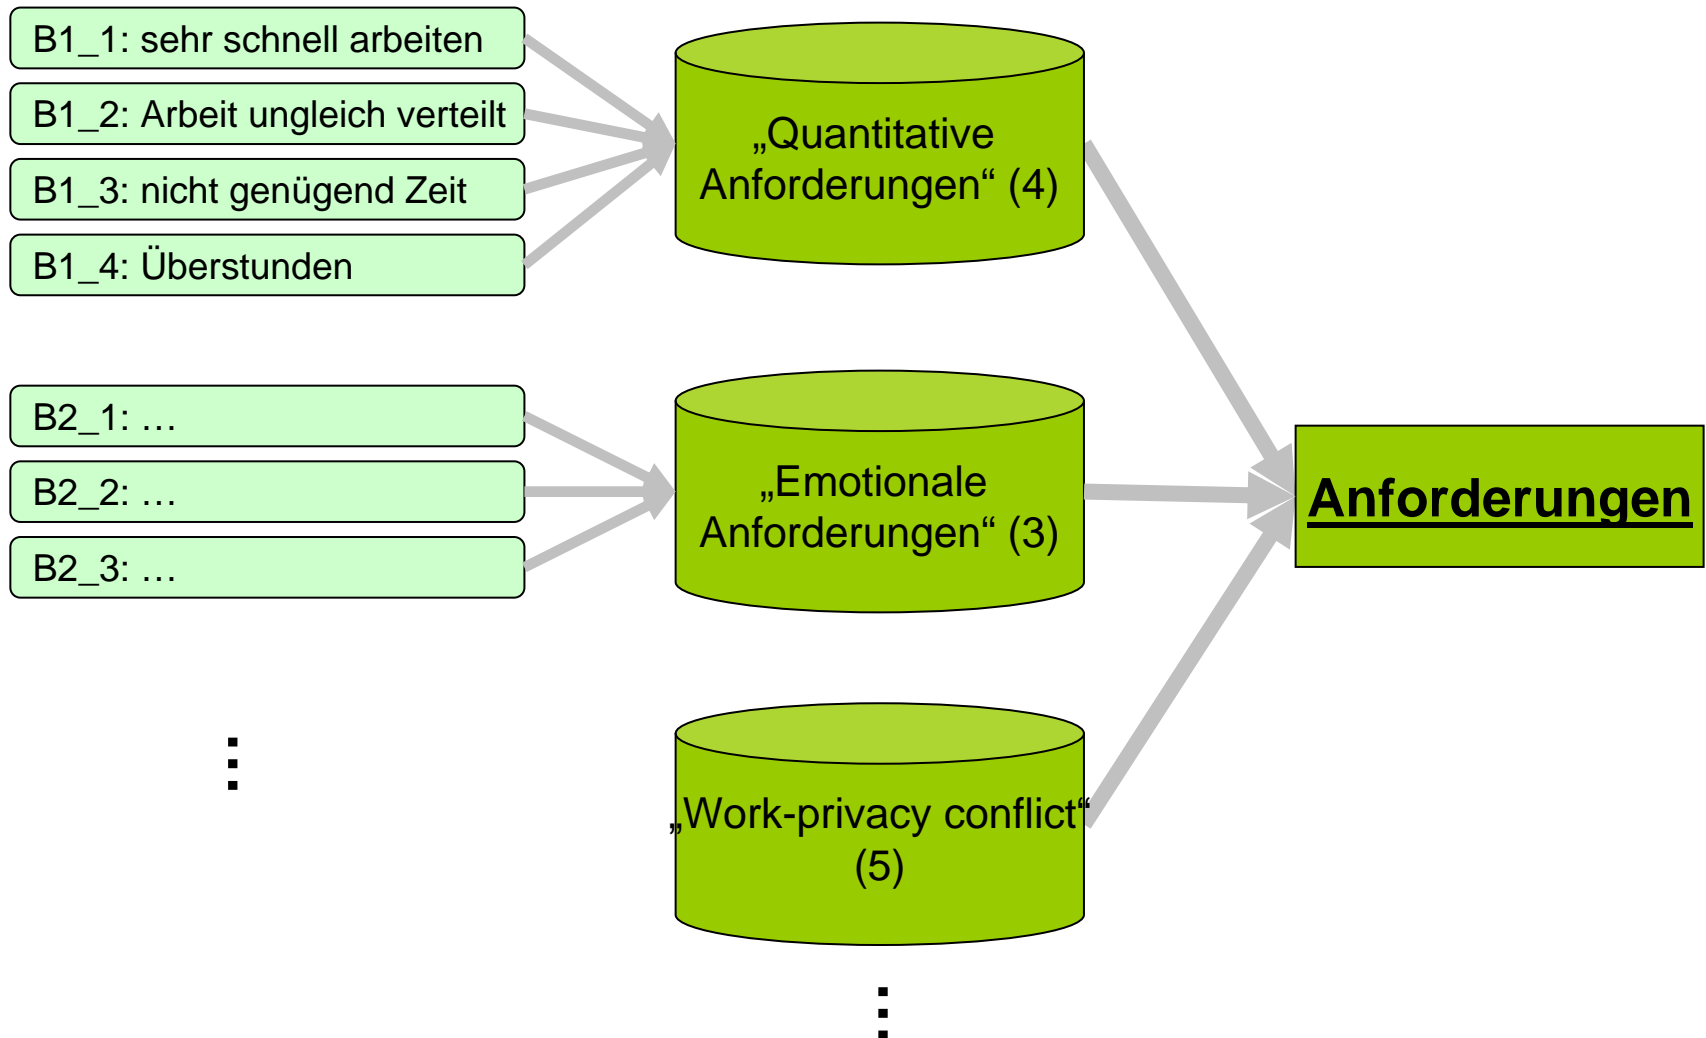 B1_1: sehr schnell arbeiten
B1_2: Arbeit ungleich verteilt
B1_3: nicht genügend Zeit
B1_4: Überstunden
„Quantitative
Anforderungen“ (4)
B2_1: …
B2_2: …
B2_3: …
„Emotionale
Anforderungen“ (3)
Anforderungen
„Work-privacy conflict“
(5)